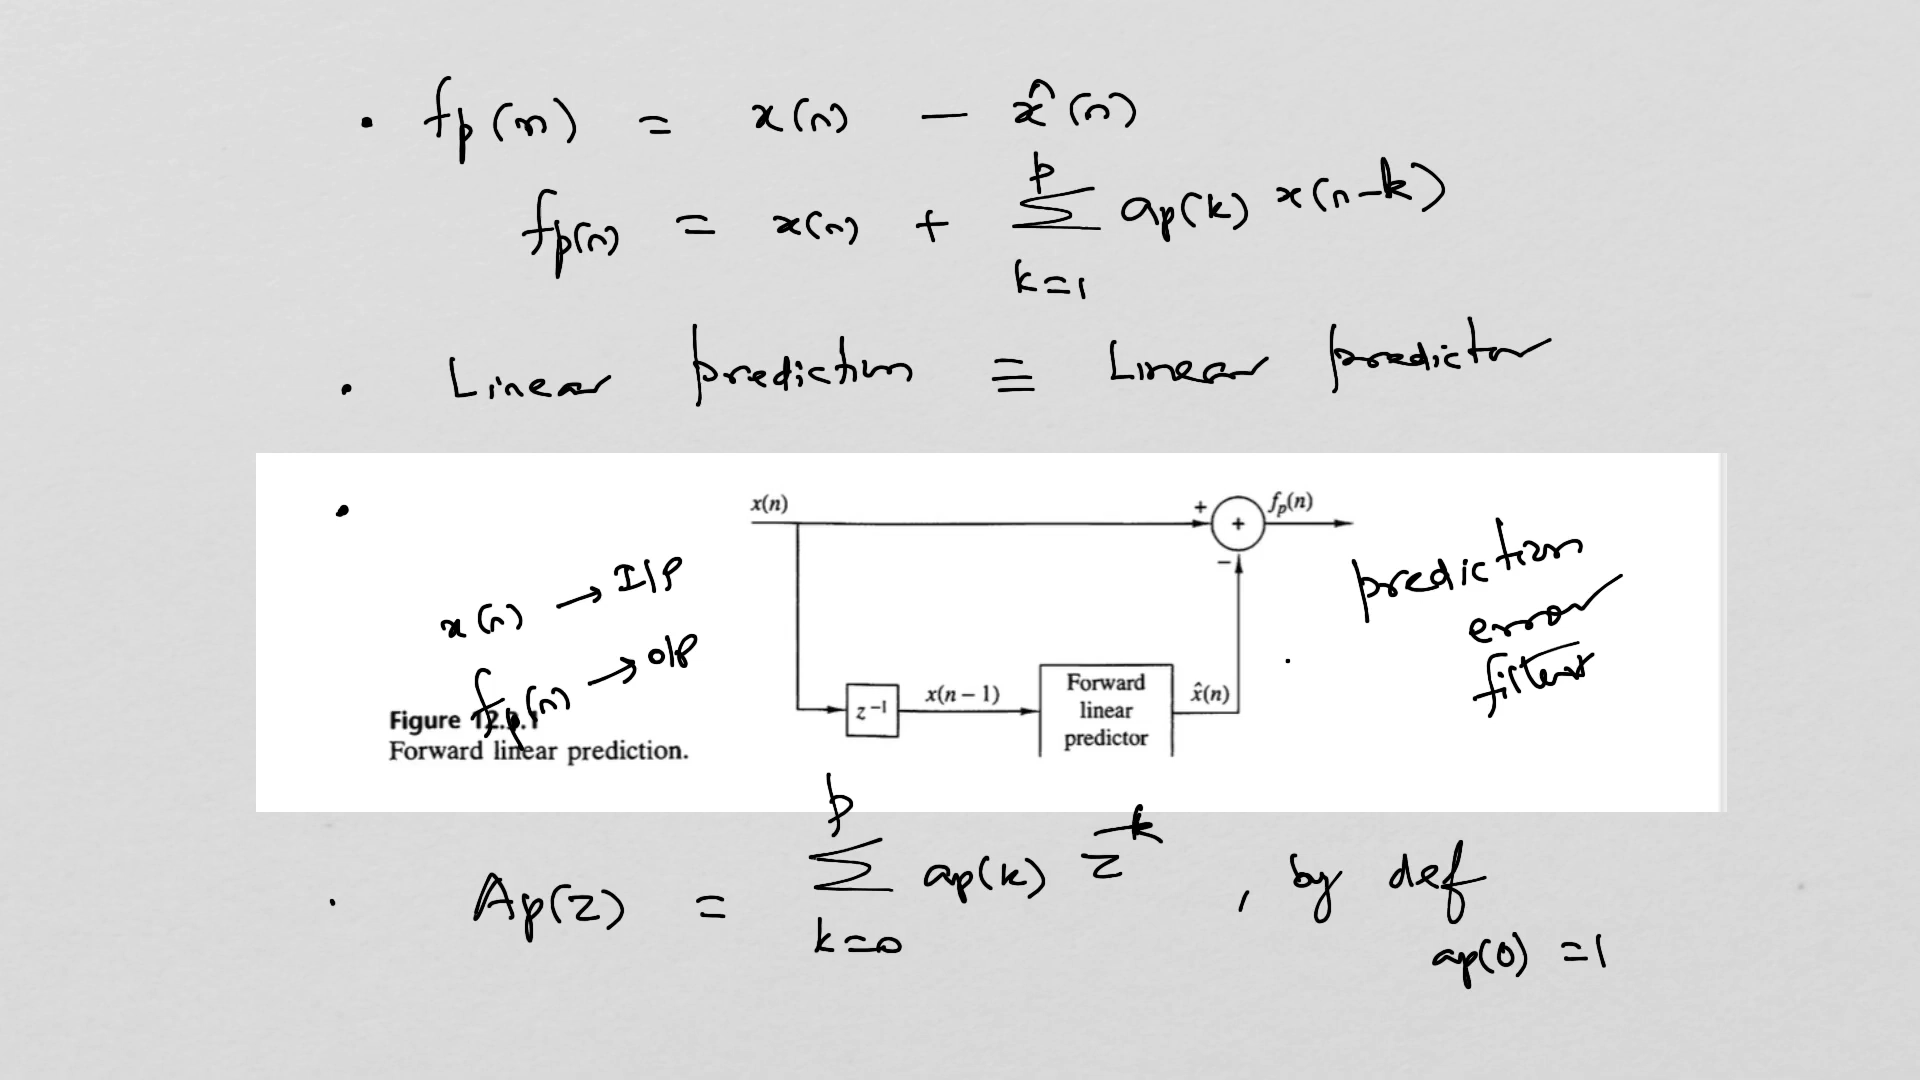 • fp(n) = x(n) − x̂(n)
fp(n) = x(n) + p Σ k=1 ap(k) x(n−k)
• Linear prediction ≡ Linear predictor
•
x(n) + + fp(n)
−
x(n) → I/P
prediction
error
filter
fp(n) → O/P
z⁻¹ x(n − 1) Forward linear predictor x̂(n)
Figure 12.
Forward linear prediction.
· Ap(z) = p Σ k=0 ap(k) z^−k , by def
ap(0) = 1